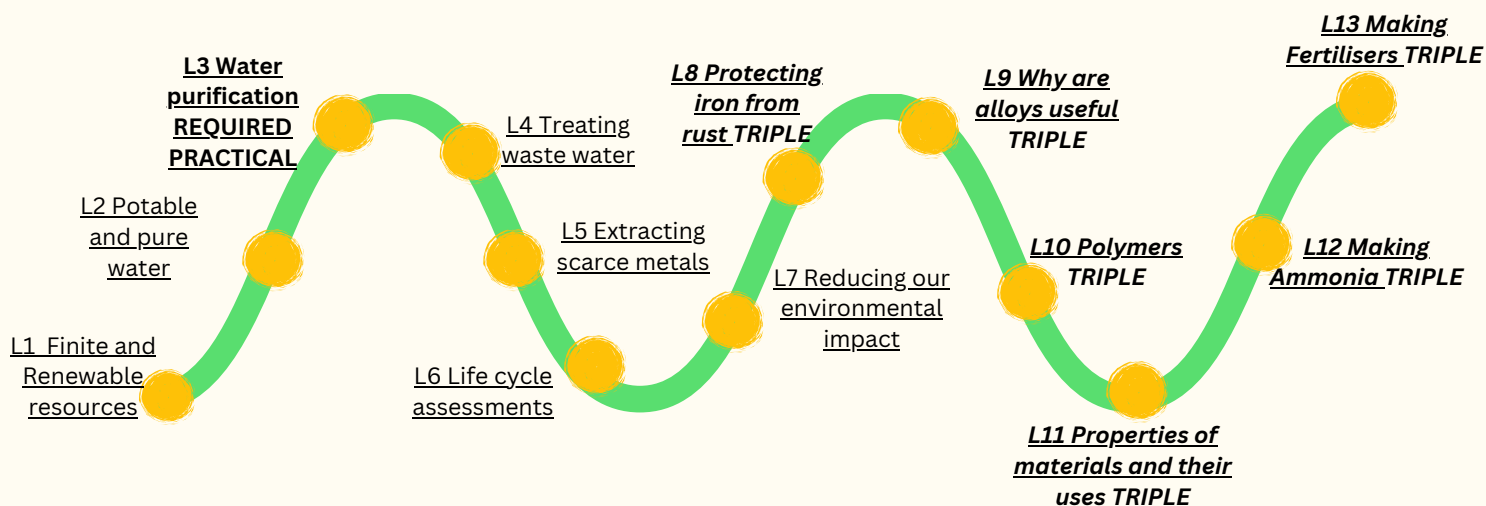 L1 Finite and
Renewable
resources
L2 Potable
and pure
water
L3 Water
purification
REQUIRED
PRACTICAL
L4 Treating
waste water
L5 Extracting
scarce metals
L6 Life cycle
assessments
L7 Reducing our
environmental
impact
L8 Protecting
iron from
rust TRIPLE
L9 Why are
alloys useful
TRIPLE
L10 Polymers
TRIPLE
L11 Properties of
materials and their
uses TRIPLE
L12 Making
Ammonia TRIPLE
L13 Making
Fertilisers TRIPLE